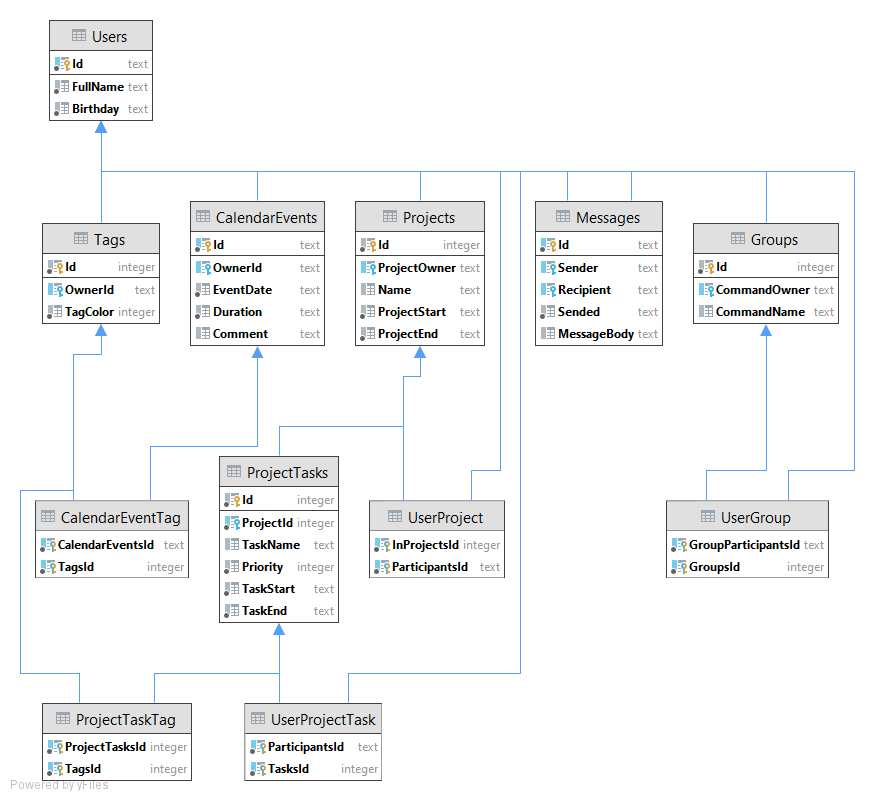 Users
Id text
FullName text
Birthday text
Tags
Id integer
OwnerId text
TagColor integer
CalendarEvents
Id text
OwnerId text
EventDate text
Duration text
Comment text
Projects
Id integer
ProjectOwner text
Name text
ProjectStart text
ProjectEnd text
Messages
Id text
Sender text
Recipient text
Sended text
MessageBody text
Groups
Id integer
CommandOwner text
CommandName text
CalendarEventTag
CalendarEventsId text
TagsId integer
ProjectTasks
Id integer
ProjectId integer
TaskName text
Priority integer
TaskStart text
TaskEnd text
UserProject
InProjectsId integer
ParticipantsId text
UserGroup
GroupParticipantsId text
GroupsId integer
ProjectTaskTag
ProjectTasksId integer
TagsId integer
UserProjectTask
ParticipantsId text
TasksId integer
Powered by yFiles